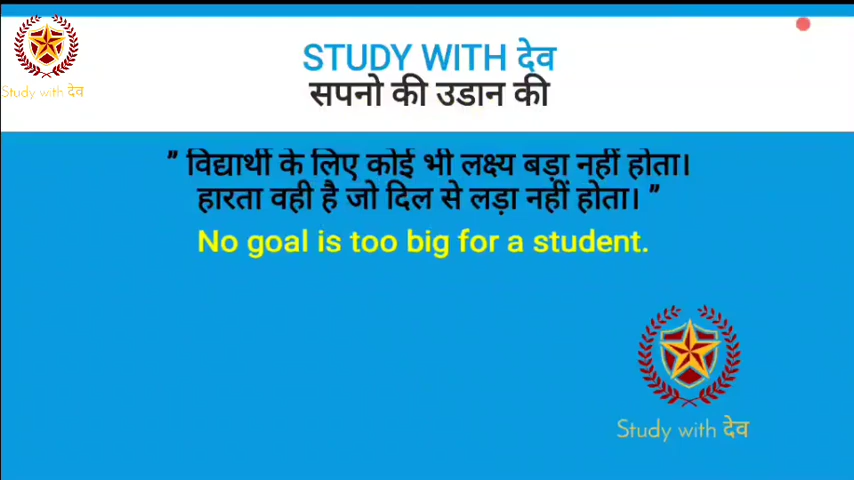 Study with देव
STUDY WITH देव
सपनो की उडान की
" विद्यार्थी के लिए कोई भी लक्ष्य बड़ा नहीं होता।
हारता वही है जो दिल से लड़ा नहीं होता। "
No goal is too big for a student.
Study with देव